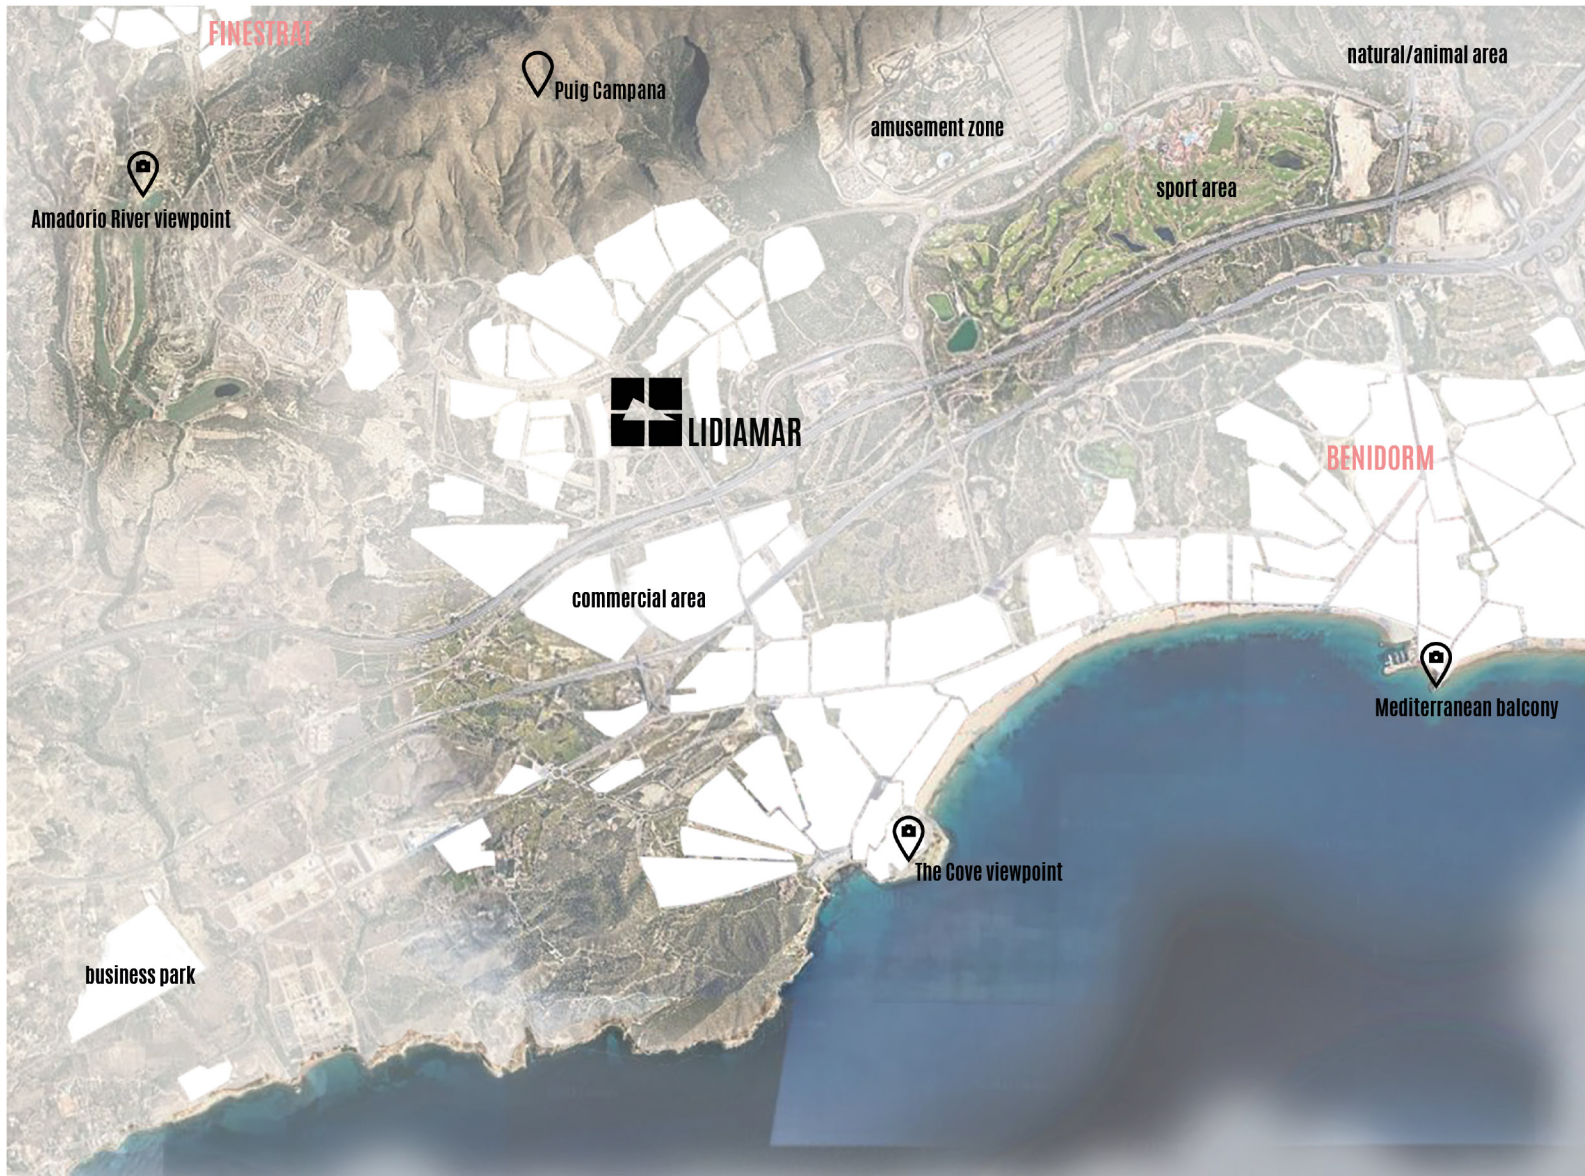 FINESTRAT
Puig Campana
natural/animal area
amusement zone
sport area
Amadorio River viewpoint
LIDIAMAR
BENIDORM
commercial area
Mediterranean balcony
The Cove viewpoint
business park